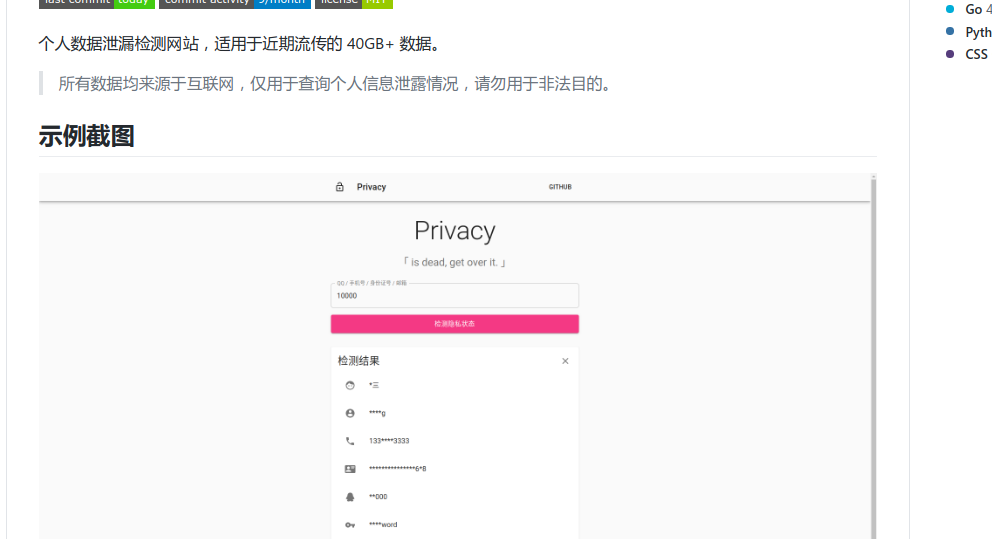 last commit today commit activity 9/month license MIT
Go 4
个人数据泄漏检测网站，适用于近期流传的 40GB+ 数据。
Pyth
CSS
所有数据均来源于互联网，仅用于查询个人信息泄露情况，请勿用于非法目的。
示例截图
Privacy GITHUB
Privacy
「 is dead, get over it. 」
QQ / 手机号 / 身份证号 / 邮箱
10000
检测隐私状态
检测结果
*三
****g
133****3333
***************6*8
**000
****word